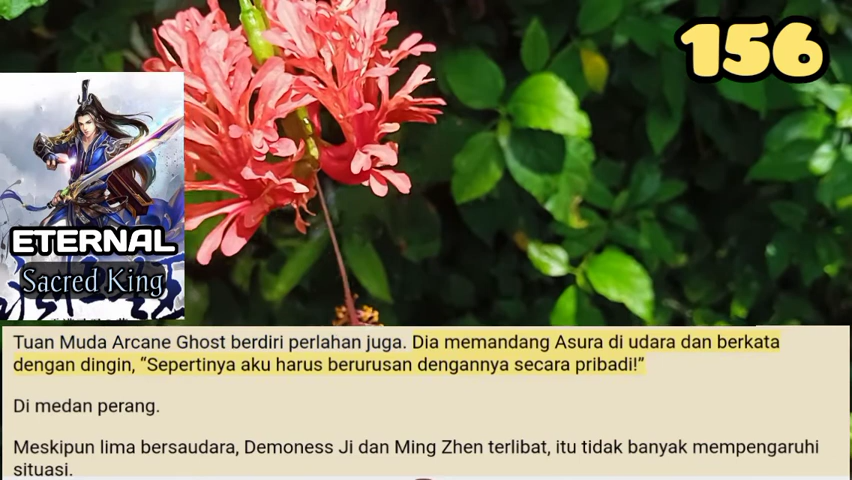 156
ETERNAL
Sacred King
Tuan Muda Arcane Ghost berdiri perlahan juga. Dia memandang Asura di udara dan berkata
dengan dingin, “Sepertinya aku harus berurusan dengannya secara pribadi!”
Di medan perang.
Meskipun lima bersaudara, Demoness Ji dan Ming Zhen terlibat, itu tidak banyak mempengaruhi
situasi.